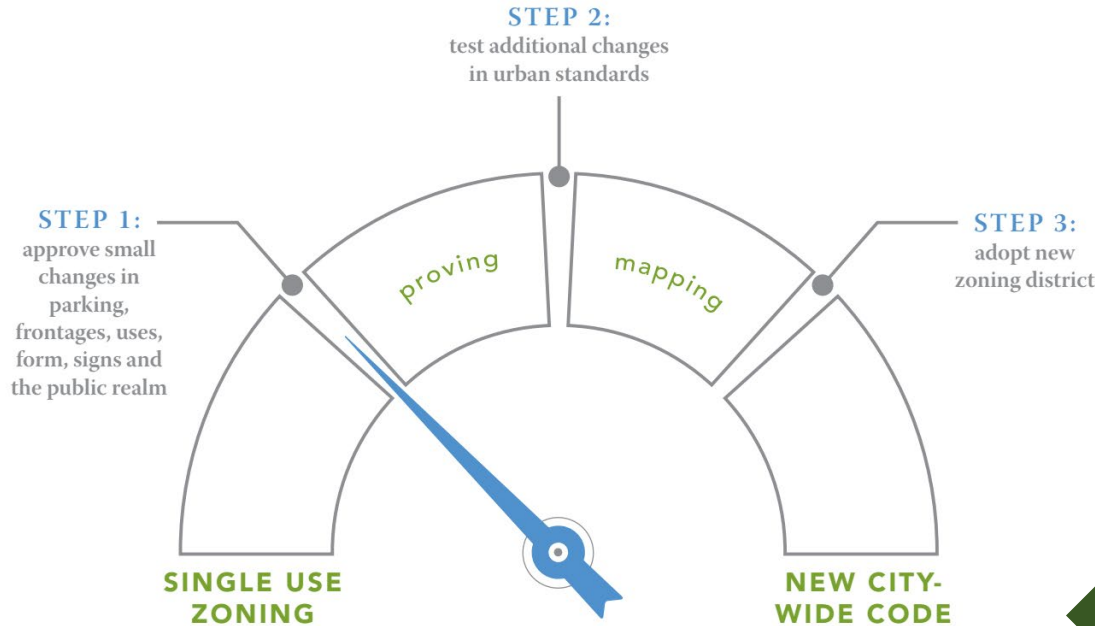 STEP 2:
test additional changes
in urban standards
STEP 1:
approve small
changes in
parking,
frontages, uses,
form, signs and
the public realm
proving
mapping
STEP 3:
adopt new
zoning district
SINGLE USE
ZONING
NEW CITY-
WIDE CODE